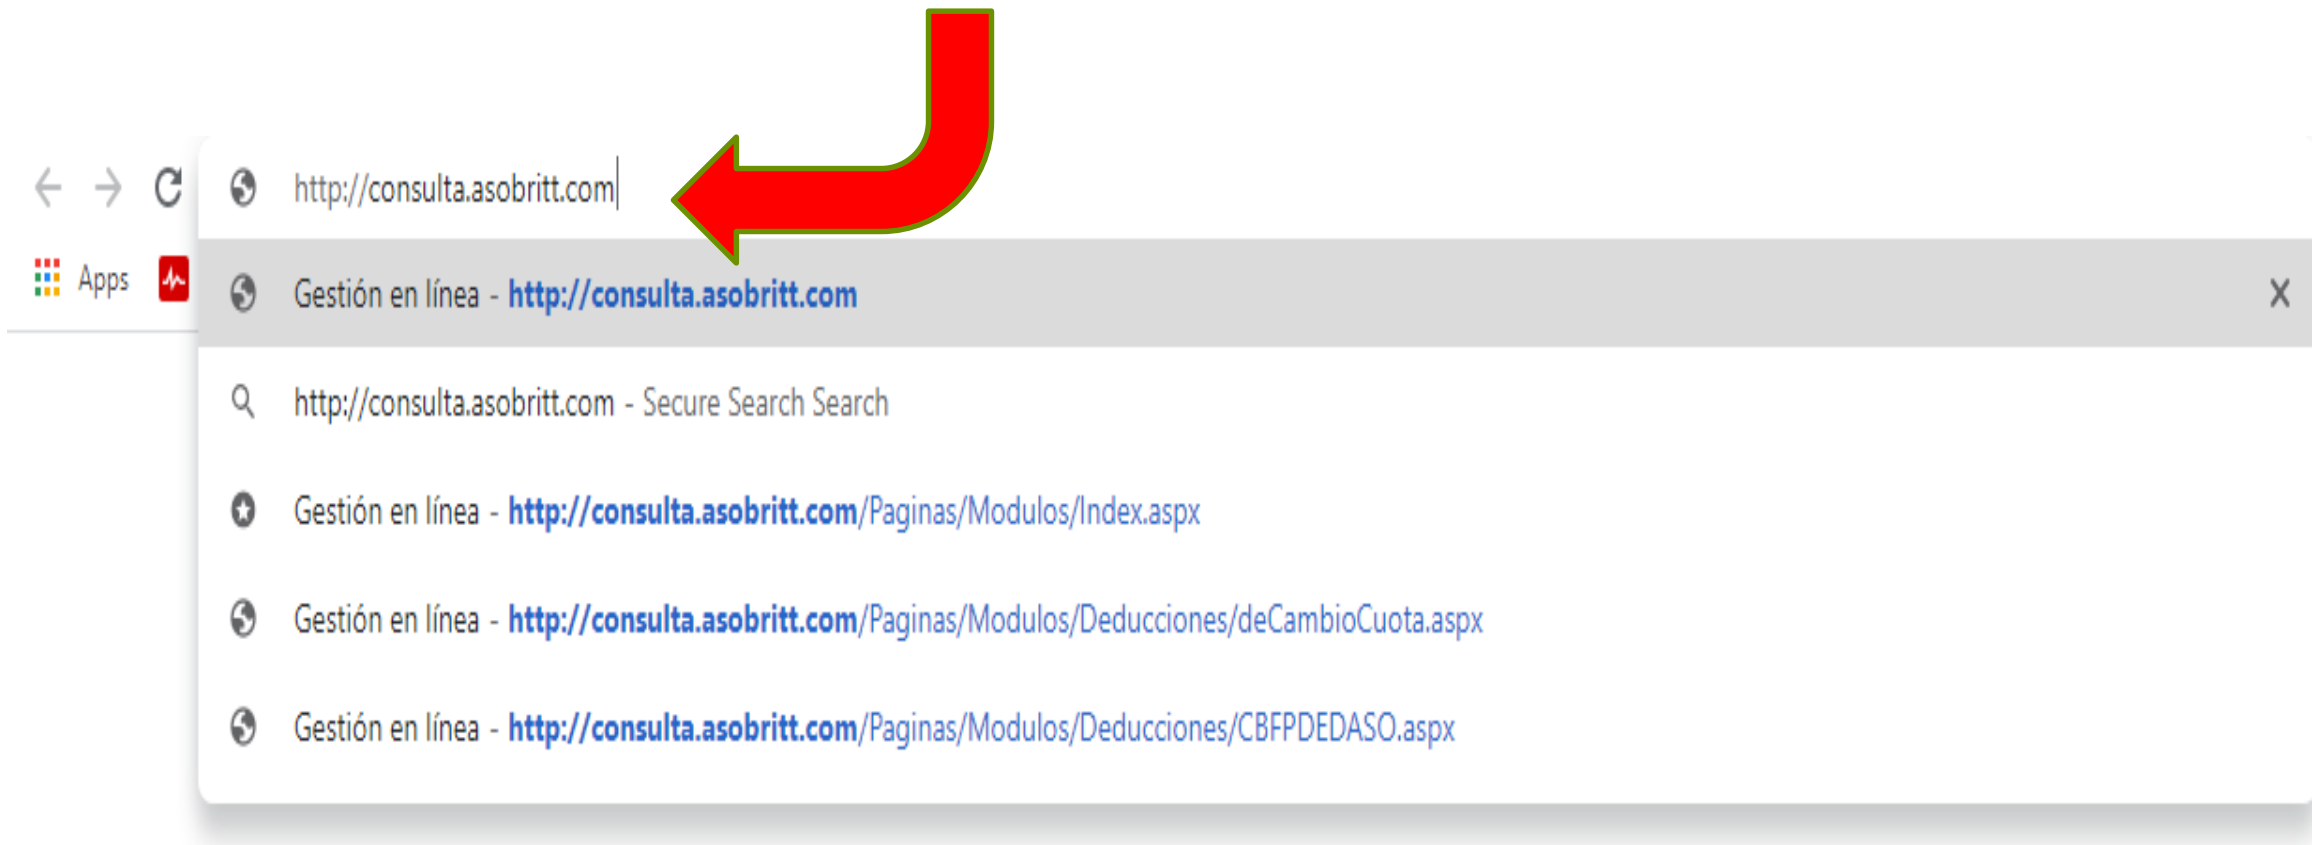 http://consulta.asobritt.com
Apps
Gestión en línea - http://consulta.asobritt.com
http://consulta.asobritt.com - Secure Search Search
Gestión en línea - http://consulta.asobritt.com/Paginas/Modulos/Index.aspx
Gestión en línea - http://consulta.asobritt.com/Paginas/Modulos/Deducciones/deCambioCuota.aspx
Gestión en línea - http://consulta.asobritt.com/Paginas/Modulos/Deducciones/CBFPDEDASO.aspx